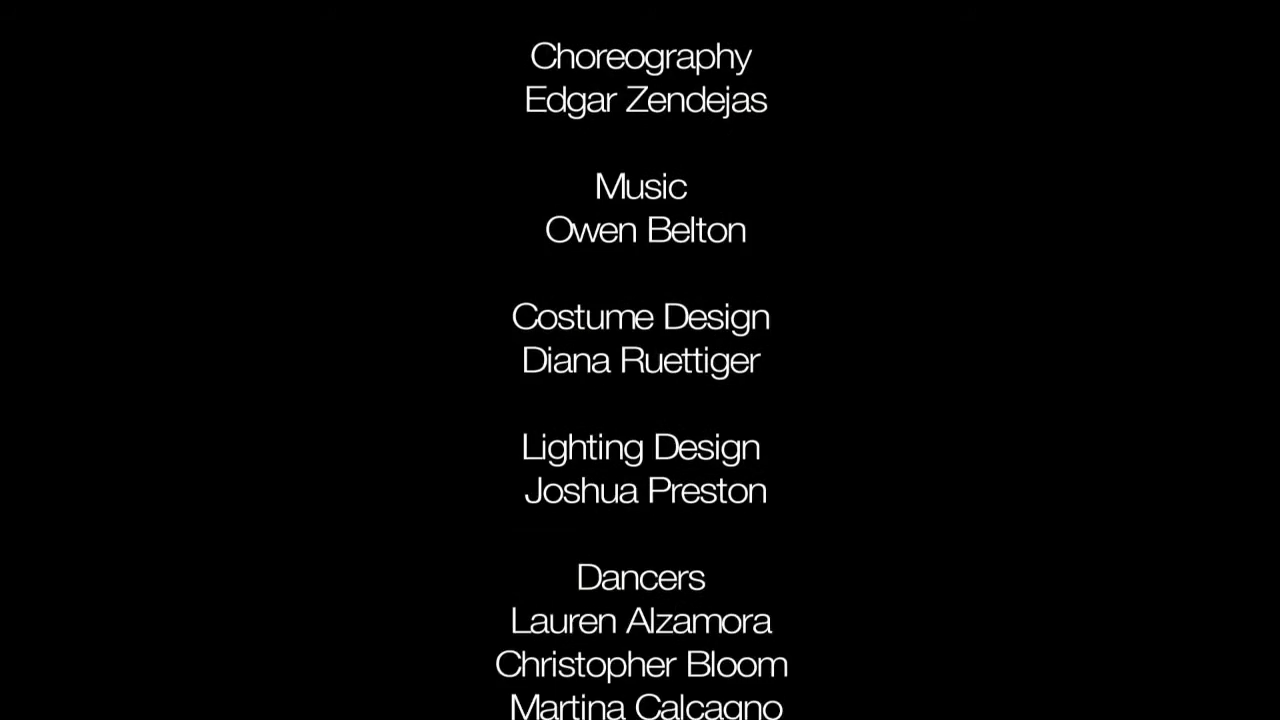 Choreography
Edgar Zendejas
Music
Owen Belton
Costume Design
Diana Ruettiger
Lighting Design
Joshua Preston
Dancers
Lauren Alzamora
Christopher Bloom
Martina Calcagno